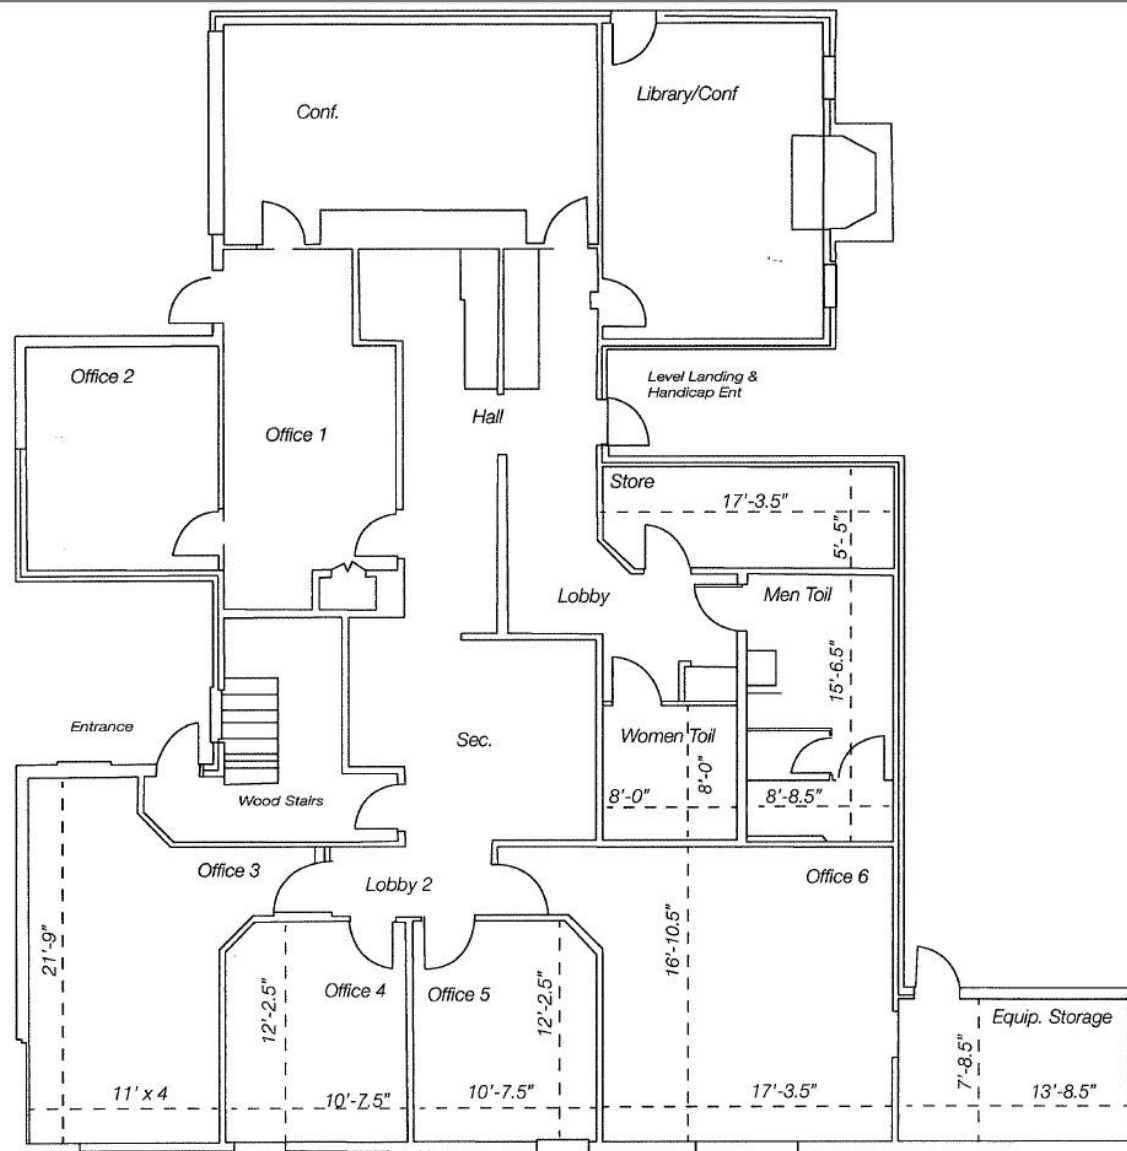 Conf.
Library/Conf
Office 2
Level Landing &
Handicap Ent
Hall
Office 1
Store
17'-3.5"
5'- 5"
Lobby
Men Toil
15'-6.5"
Entrance
Sec.
Women Toil
8'-0"
8'-0"
8'-8.5"
Wood Stairs
Office 3
Lobby 2
Office 6
21'-9"
16'-10.5"
12'-2.5"
Office 4
Office 5
12'-2.5"
Equip. Storage
7'-8.5"
11' x 4
10'-7.5"
10'-7.5"
17'-3.5"
13'-8.5"